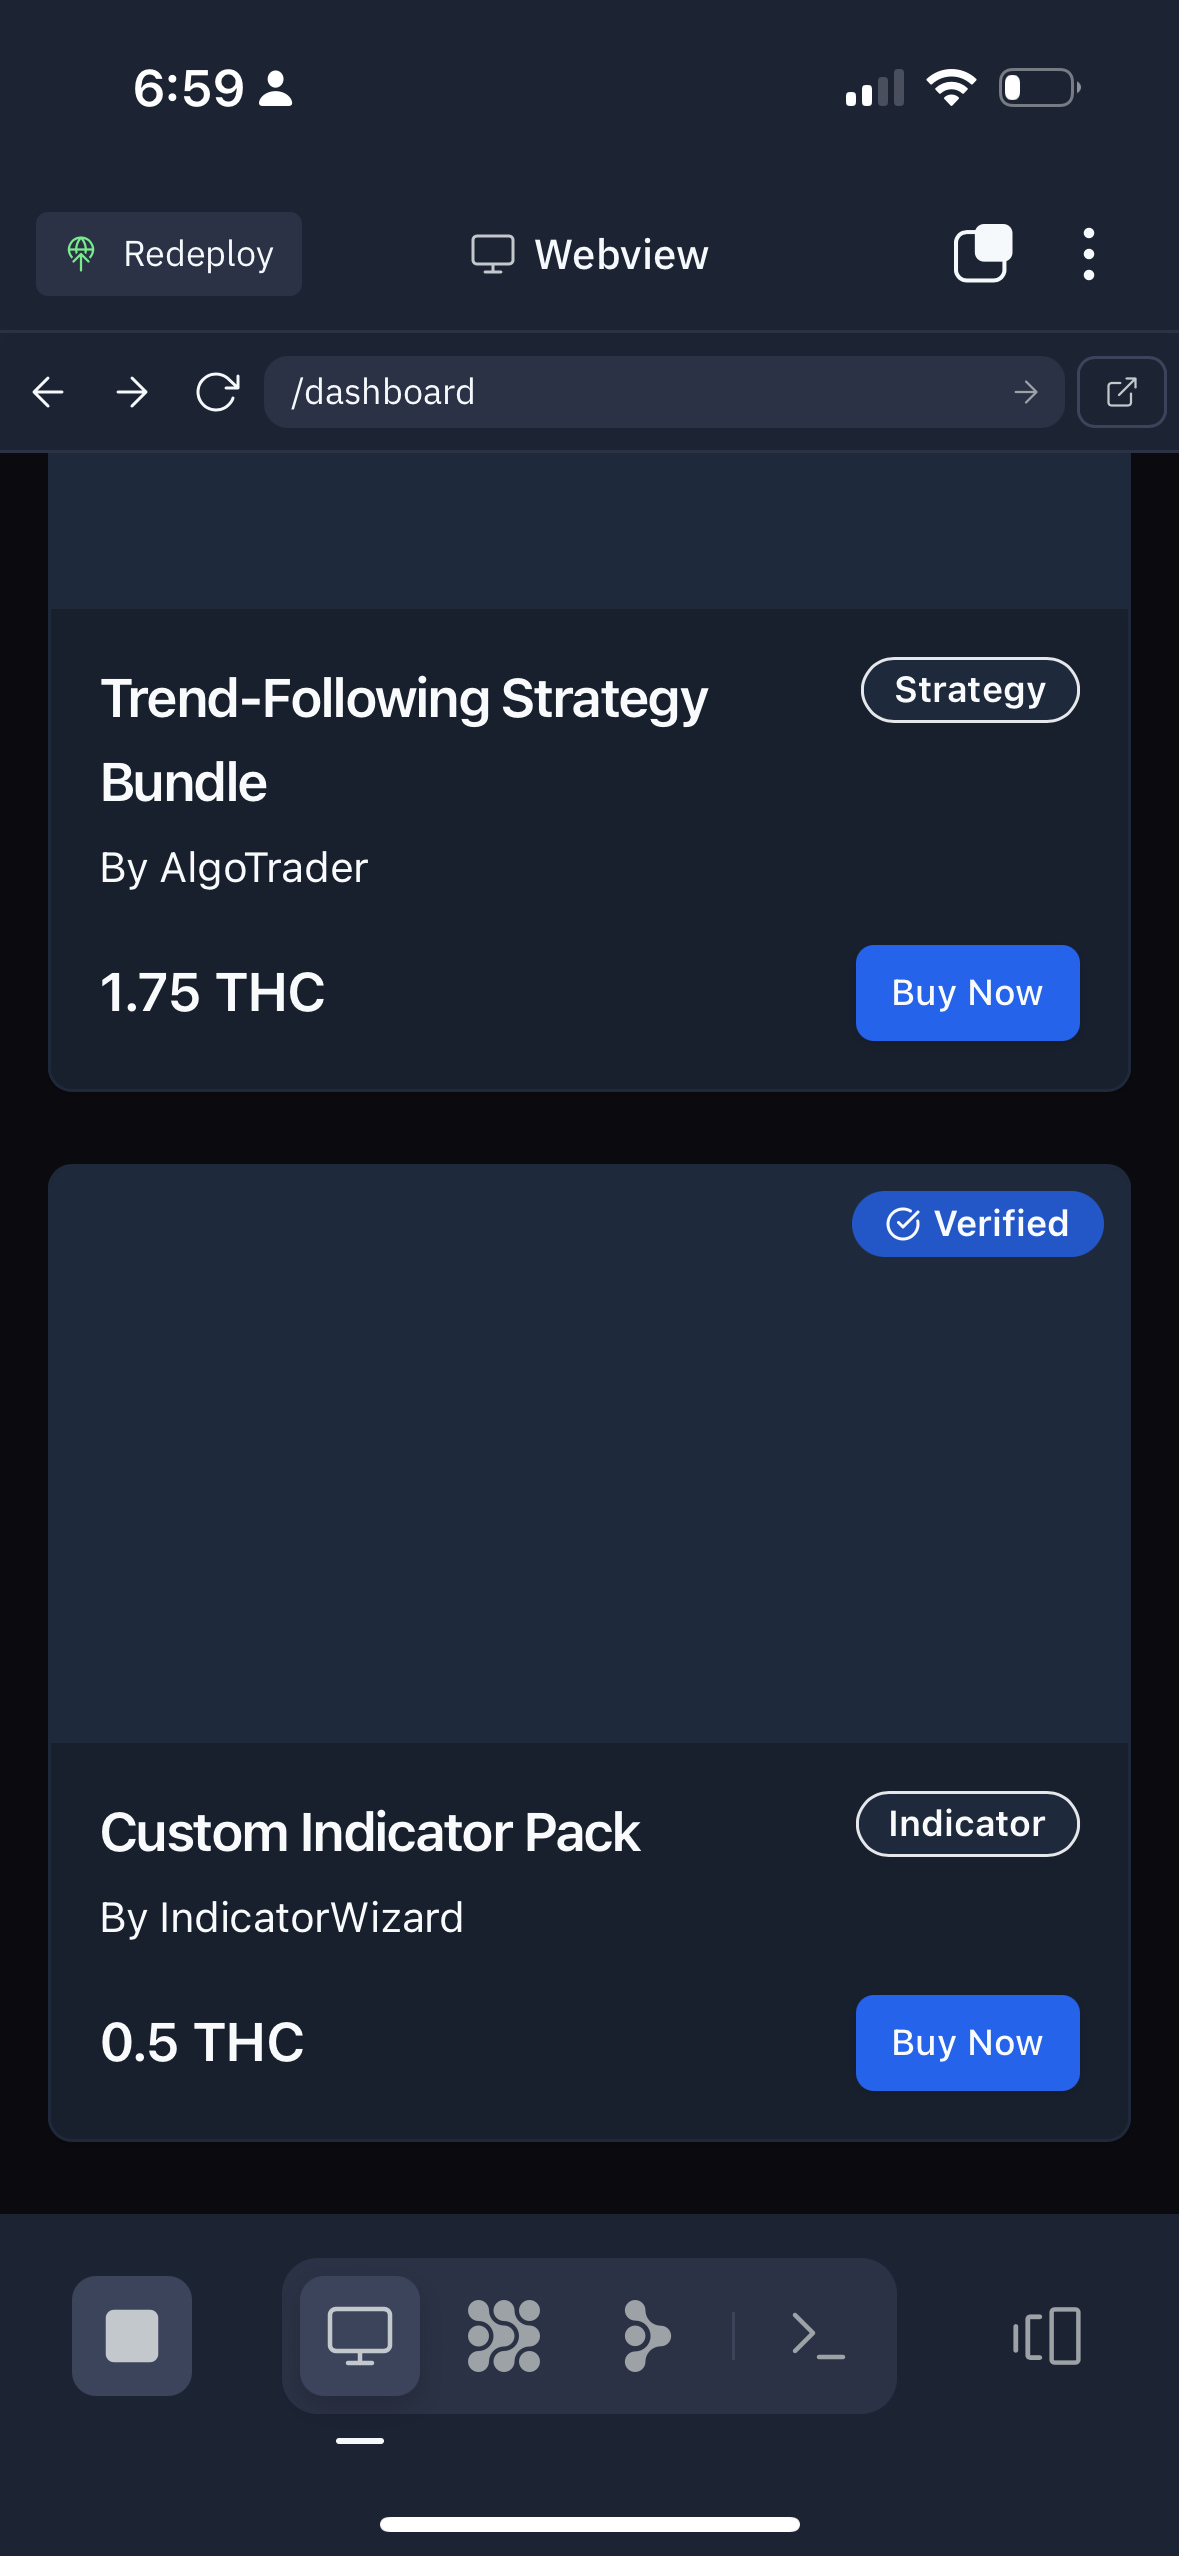 6:59
Redeploy
Webview
/dashboard
Trend-Following Strategy
Bundle
Strategy
By AlgoTrader
1.75 THC
Buy Now
Verified
Custom Indicator Pack
Indicator
By IndicatorWizard
0.5 THC
Buy Now